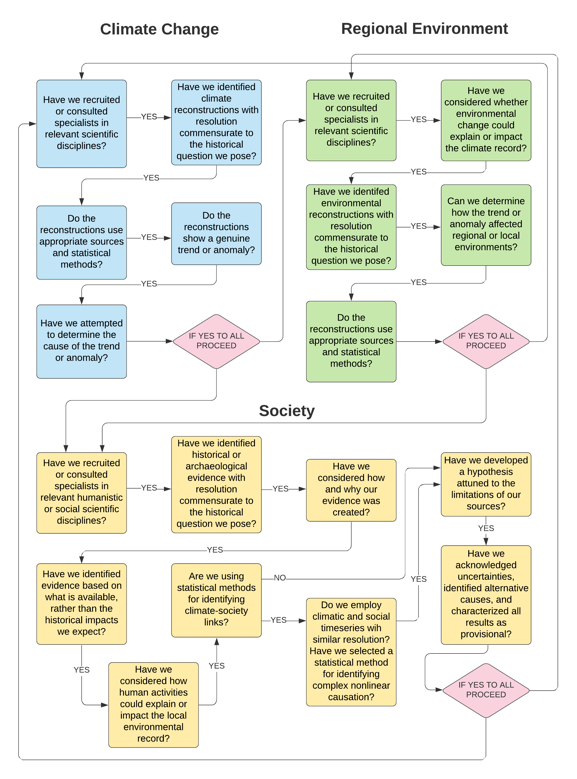 Climate Change
Regional Environment
Have we recruited
or consulted
specialists in
relevant scientific
disciplines?
YES
Have we identified
climate
reconstructions with
resolution
commensurate to the
historical
question we pose?
YES
Do the
reconstructions use
appropriate sources
and statistical
methods?
YES
Do the
reconstructions
show a genuine
trend or anomaly?
YES
Have we attempted
to determine the
cause of the trend
or anomaly?
IF YES TO ALL
PROCEED
Have we recruited
or consulted
specialists in
relevant scientific
disciplines?
YES
Have we
considered whether
environmental
change could
explain or impact
the climate record?
YES
Have we identifed
environmental
reconstructions with
resolution
commensurate to the
historical
question we pose?
YES
Can we determine
how the trend or
anomaly affected
regional or local
environments?
YES
Do the
reconstructions use
appropriate sources
and statistical
methods?
IF YES TO ALL
PROCEED
Society
Have we recruited
or consulted
specialists in
relevant humanistic
or social scientific
disciplines?
YES
Have we identified
historical or
archaeological
evidence with
resolution
commensurate to the
historical
question we pose?
YES
Have we
considered how
and why our
evidence was
created?
YES
Have we identified
evidence based on
what is available,
rather than the
historical impacts
we expect?
YES
Have we
considered how
human activities
could explain or
impact the local
environmental
record?
YES
Are we using
statistical methods
for identifying
climate-society
links?
NO
YES
Do we employ
climatic and social
timeseries wih
similar resolution?
Have we selected a
statistical method
for identifying
complex nonlinear
causation?
YES
Have we developed
a hypothesis
attuned to the
limitations of our
sources?
YES
Have we
acknowledged
uncertainties,
identified alternative
causes, and
characterized all
results as
provisional?
IF YES TO ALL
PROCEED